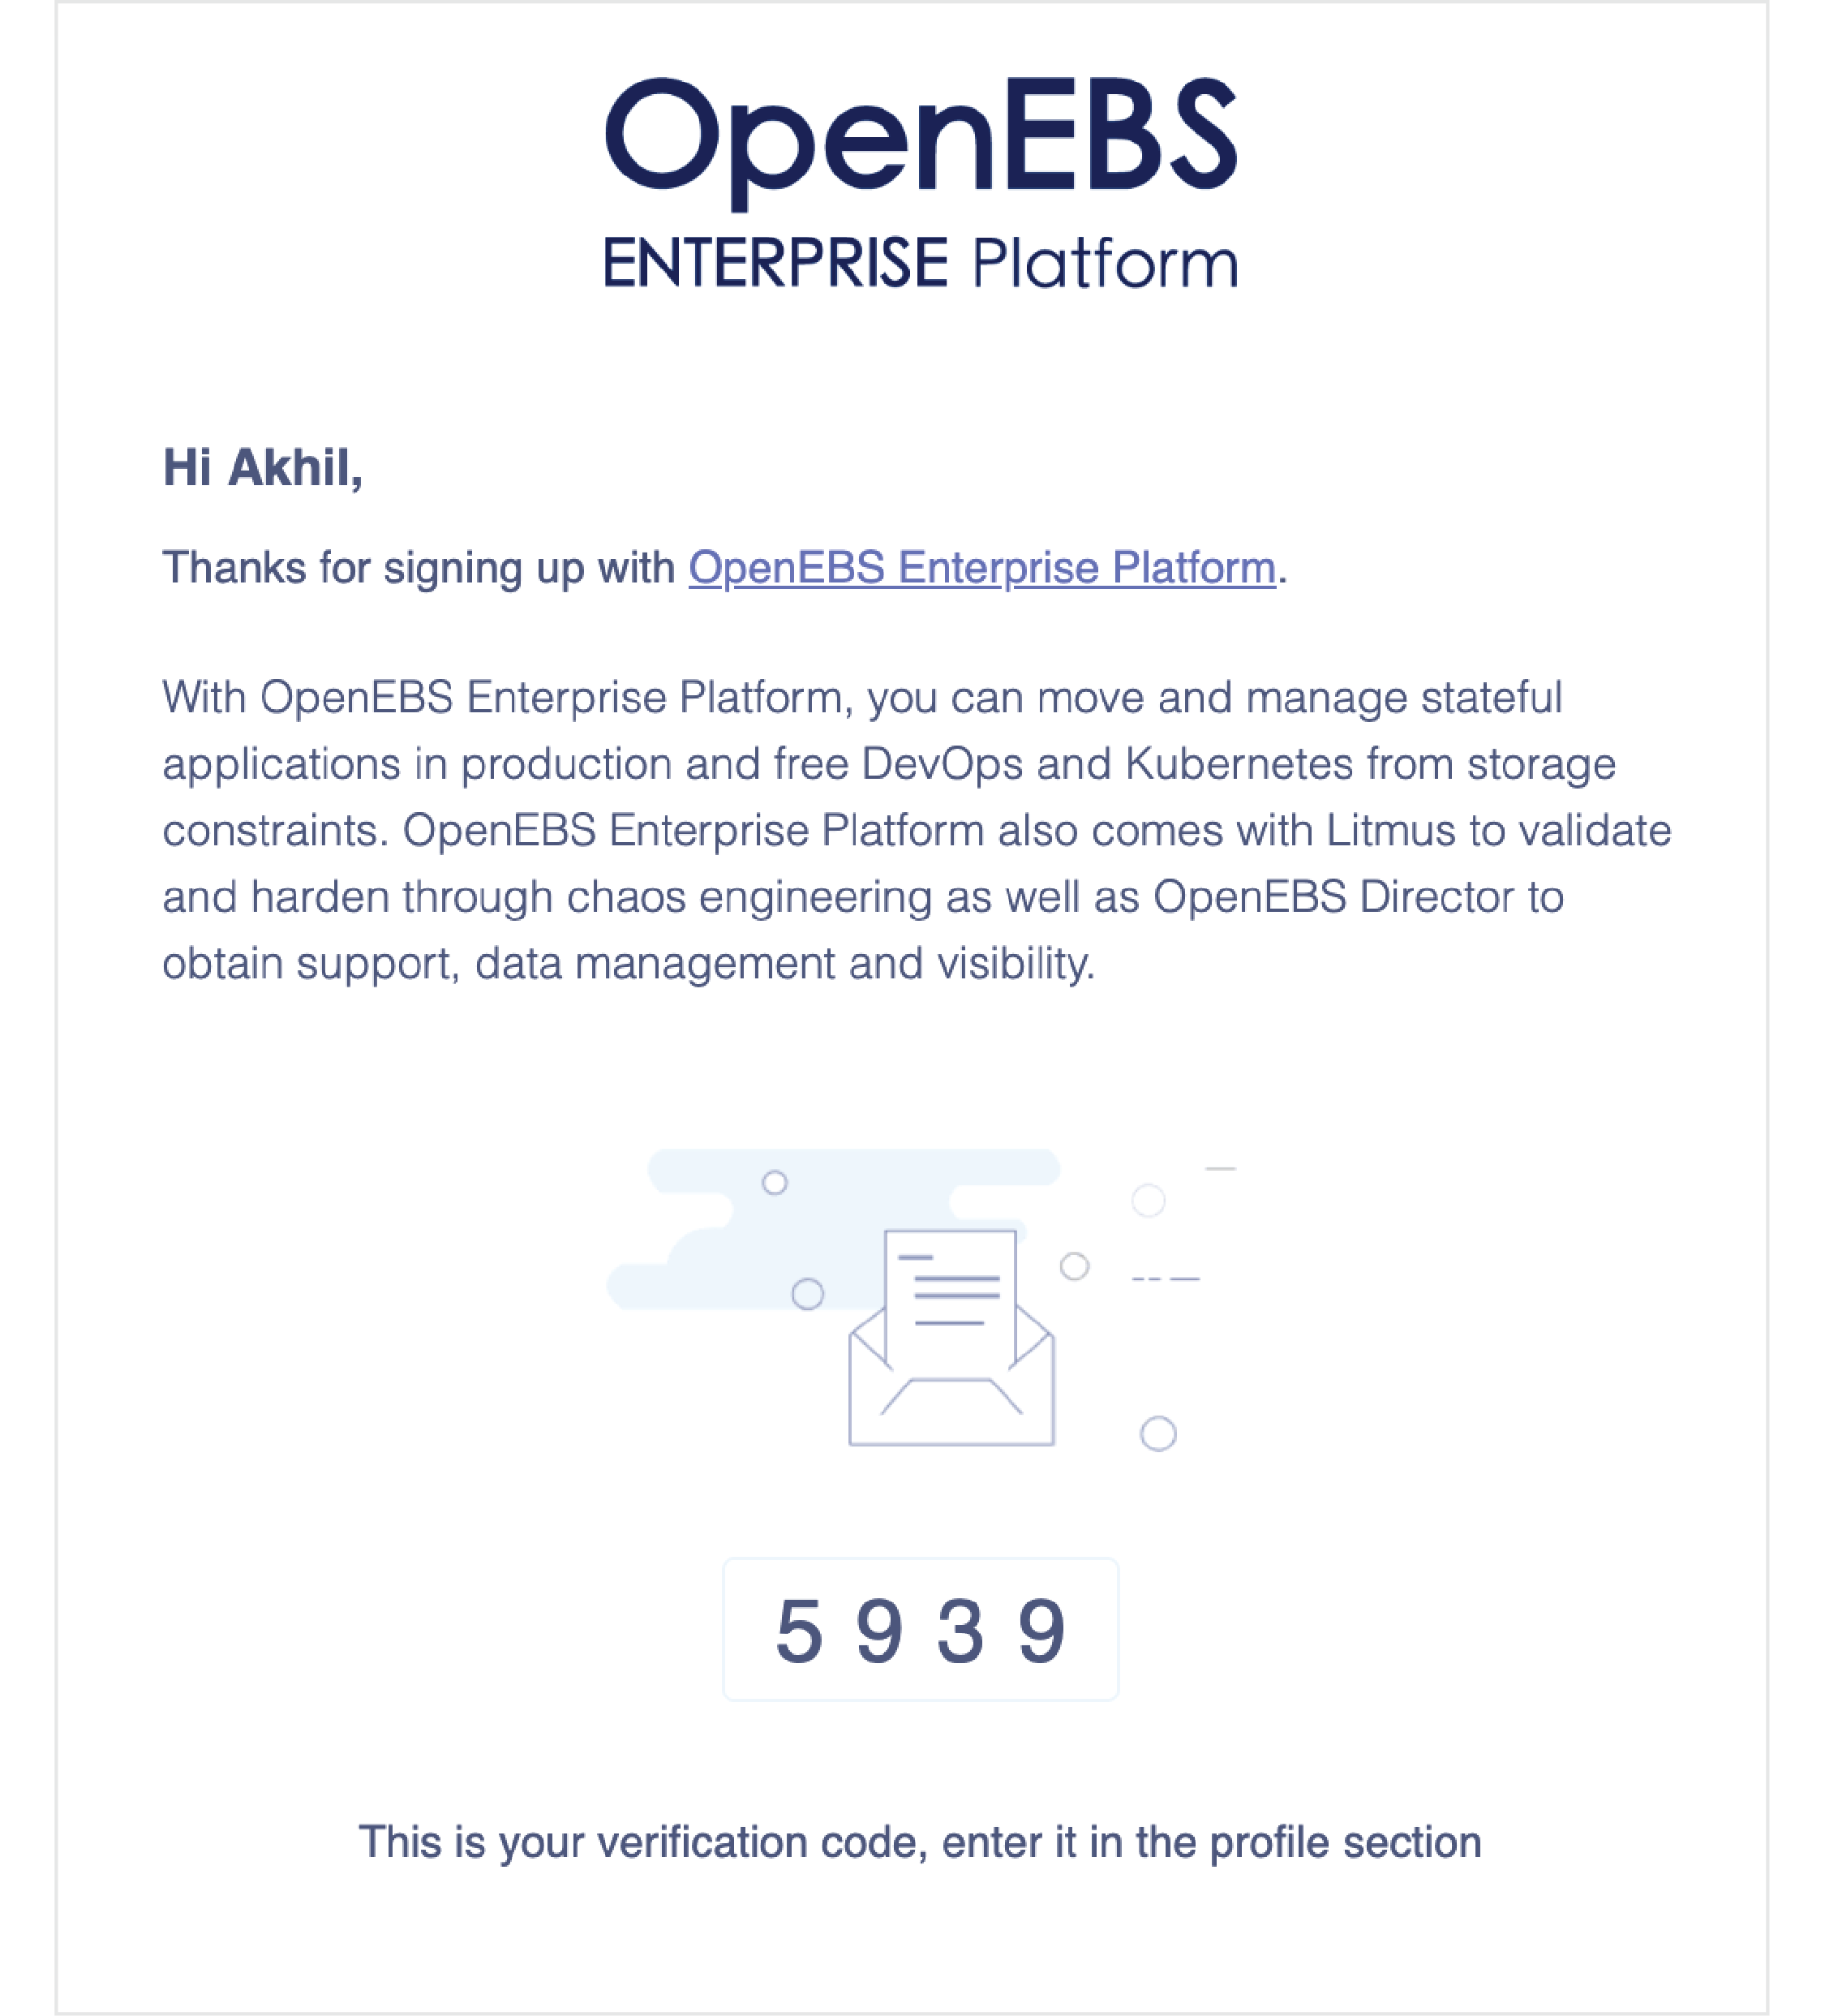 OpenEBS
ENTERPRISE Platform
Hi Akhil,
Thanks for signing up with OpenEBS Enterprise Platform.
With OpenEBS Enterprise Platform, you can move and manage stateful
applications in production and free DevOps and Kubernetes from storage
constraints. OpenEBS Enterprise Platform also comes with Litmus to validate
and harden through chaos engineering as well as OpenEBS Director to
obtain support, data management and visibility.
5 9 3 9
This is your verification code, enter it in the profile section